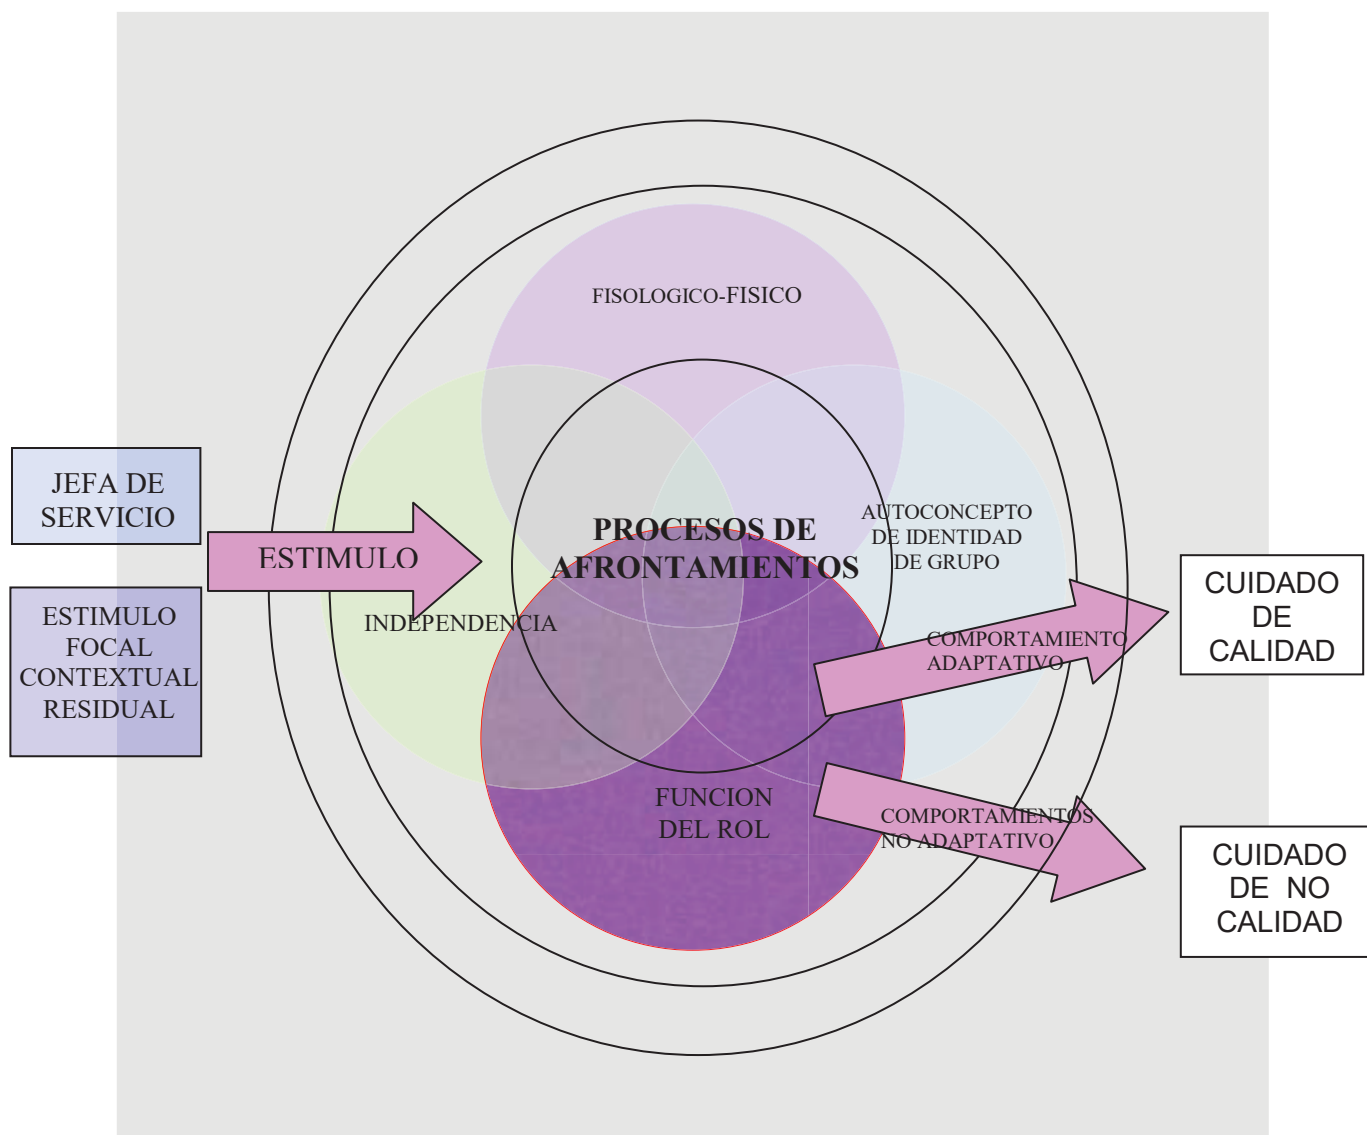 FISOLOGICO-FISICO
JEFA DE
SERVICIO
ESTIMULO
ESTIMULO
FOCAL
CONTEXTUAL
RESIDUAL
PROCESOS DE
AFRONTAMIENTOS
AUTOCONCEPTO
DE IDENTIDAD
DE GRUPO
INDEPENDENCIA
COMPORTAMIENTO
ADAPTATIVO
CUIDADO
DE
CALIDAD
FUNCION
DEL ROL
COMPORTAMIENTOS
NO ADAPTATIVO
CUIDADO
DE NO
CALIDAD